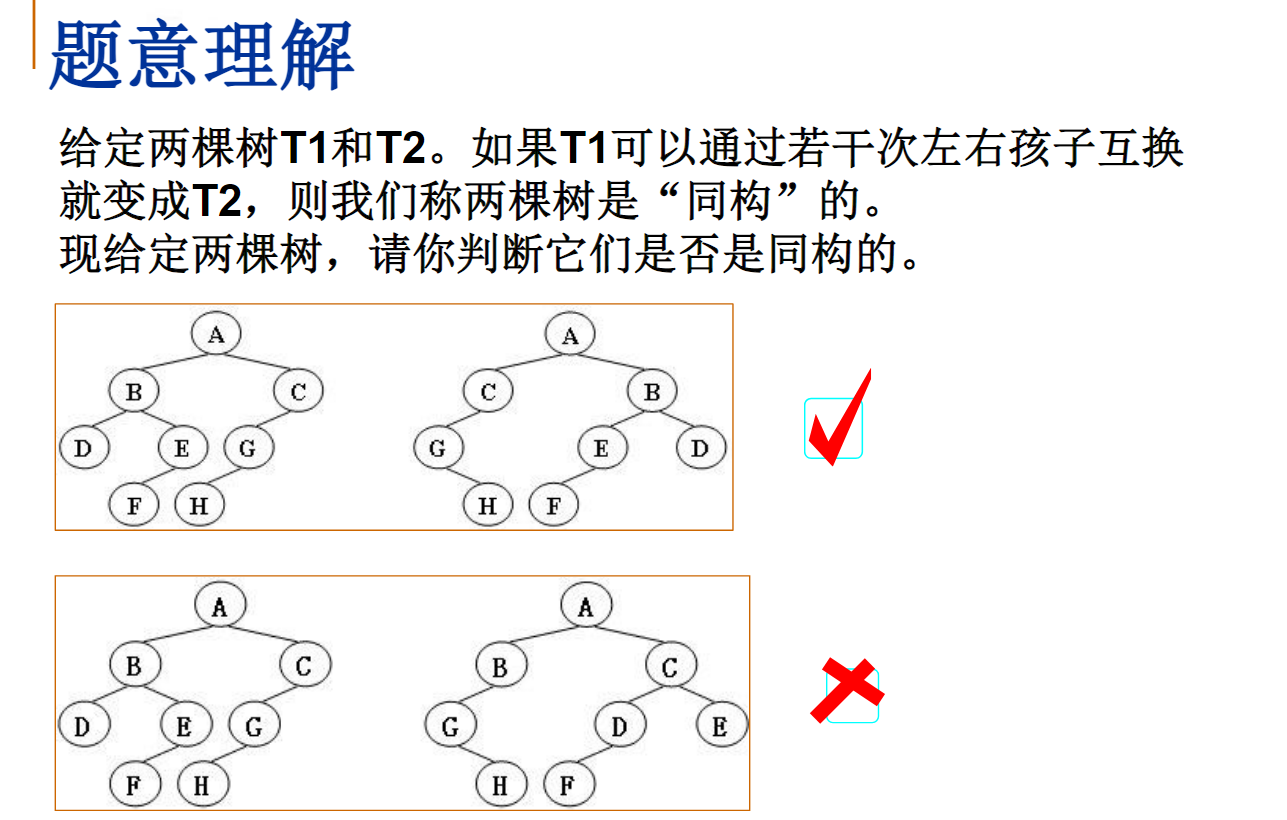 题意理解
给定两棵树T1和T2。如果T1可以通过若干次左右孩子互换
就变成T2，则我们称两棵树是“同构”的。
现给定两棵树，请你判断它们是否是同构的。
A A
B C C B
D E G G E D
F H H F
A A
B C B C
D E G G D E
F H H F